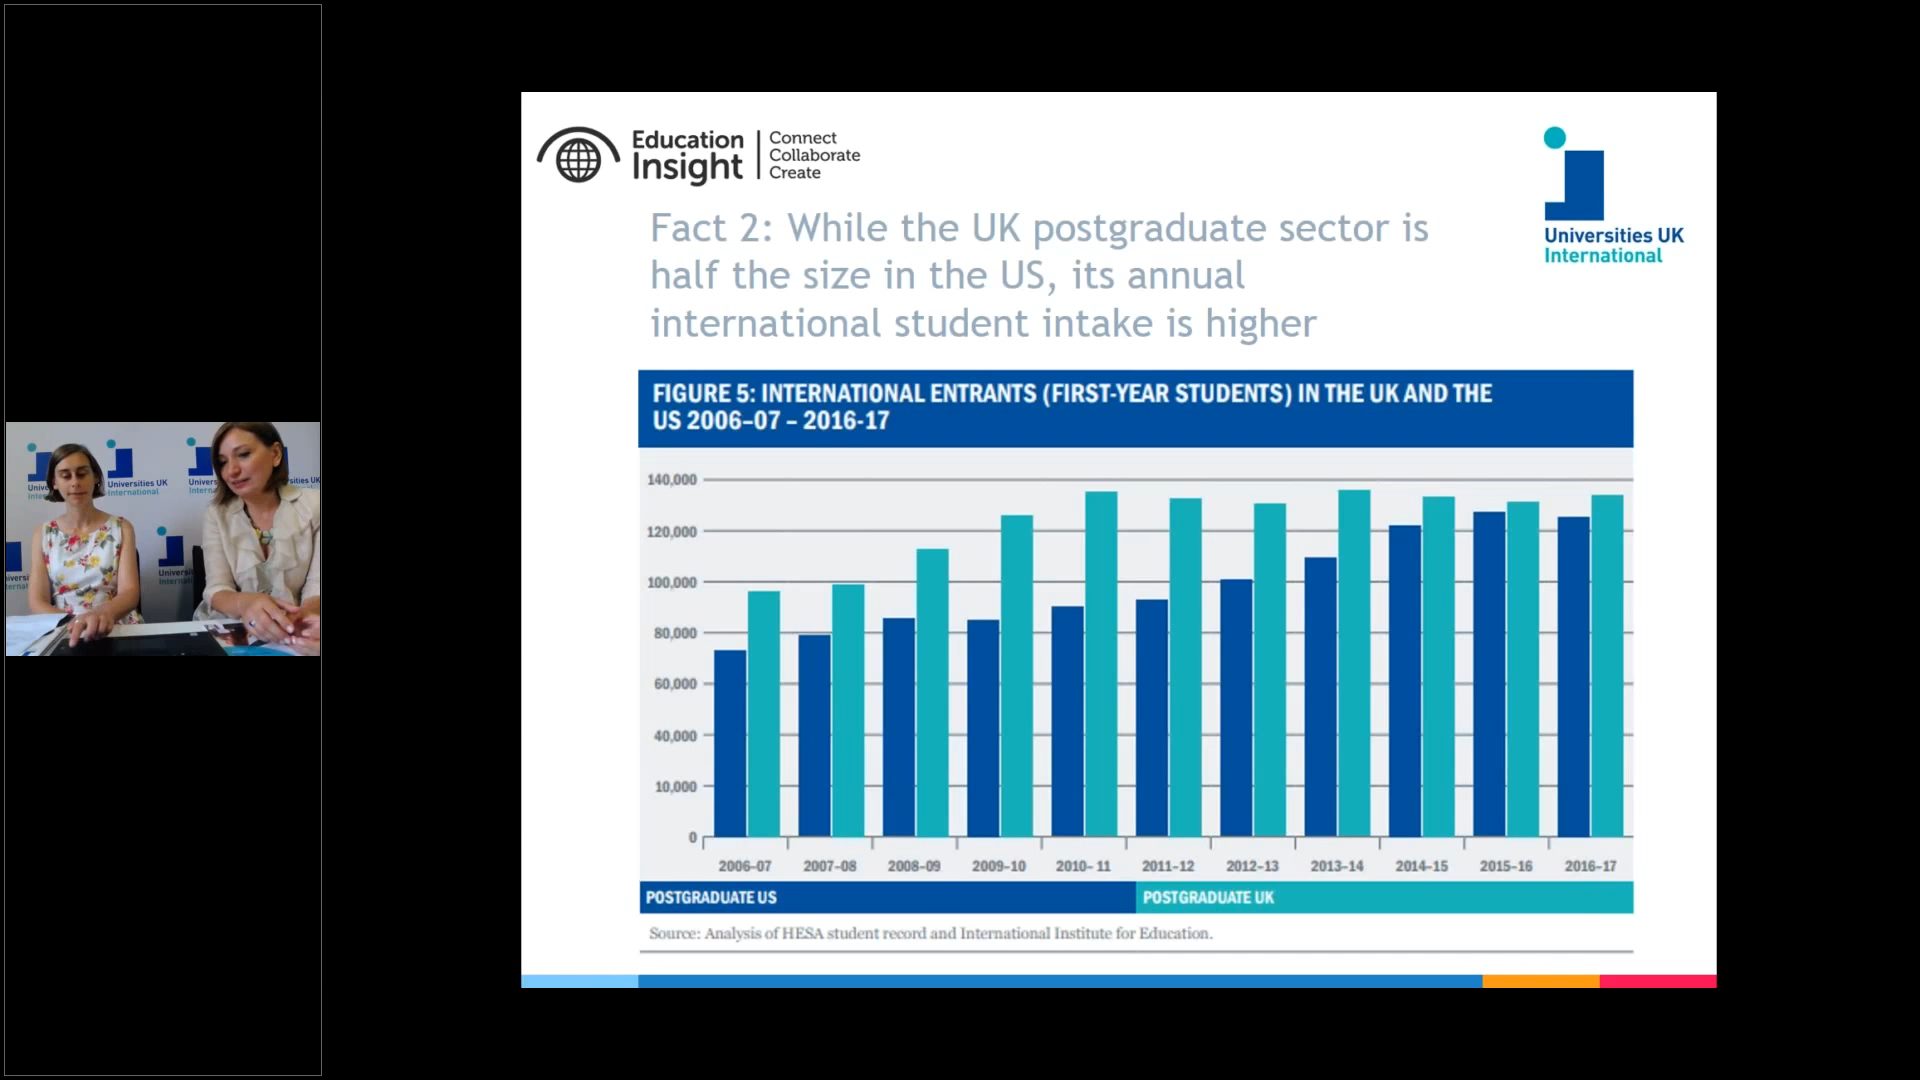 Education
Insight
Connect
Collaborate
Create
Universities UK
International
Fact 2: While the UK postgraduate sector is
half the size in the US, its annual
international student intake is higher
FIGURE 5: INTERNATIONAL ENTRANTS (FIRST-YEAR STUDENTS) IN THE UK AND THE
US 2006–07 – 2016-17
140,000
120,000
100,000
80,000
60,000
40,000
10,000
0
2006–07 2007–08 2008–09 2009–10 2010– 11 2011–12 2012–13 2013–14 2014–15 2015–16 2016–17
POSTGRADUATE US POSTGRADUATE UK
Source: Analysis of HESA student record and International Institute for Education.
Universities UK
International